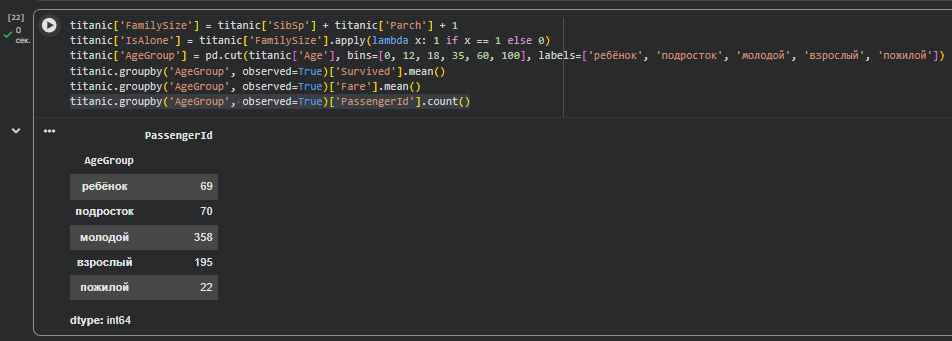 [22]
0
сек.
titanic['FamilySize'] = titanic['SibSp'] + titanic['Parch'] + 1
titanic['IsAlone'] = titanic['FamilySize'].apply(lambda x: 1 if x == 1 else 0)
titanic['AgeGroup'] = pd.cut(titanic['Age'], bins=[0, 12, 18, 35, 60, 100], labels=['ребёнок', 'подросток', 'молодой', 'взрослый', 'пожилой'])
titanic.groupby('AgeGroup', observed=True)['Survived'].mean()
titanic.groupby('AgeGroup', observed=True)['Fare'].mean()
titanic.groupby('AgeGroup', observed=True)['PassengerId'].count()
PassengerId
AgeGroup
ребёнок 69
подросток 70
молодой 358
взрослый 195
пожилой 22
dtype: int64